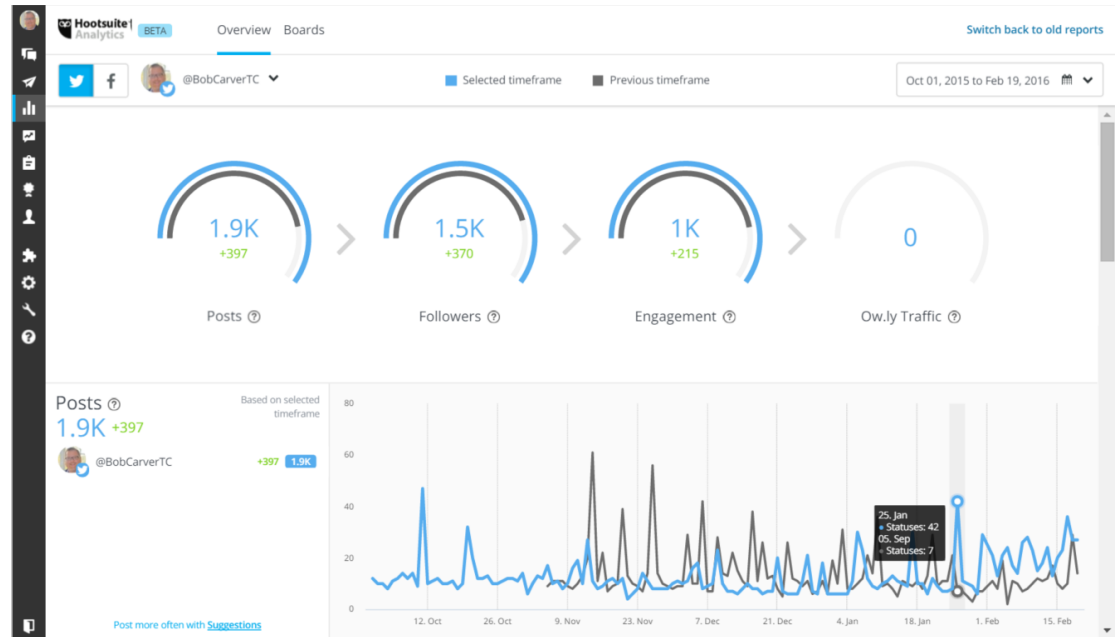 Hootsuite
Analytics
BETA
Overview
Boards
Switch back to old reports
@BobCarverTC
Selected timeframe
Previous timeframe
Oct 01, 2015 to Feb 19, 2016
1.9K
+397
Posts
1.5K
+370
Followers
1K
+215
Engagement
0
Ow.ly Traffic
Posts
Based on selected
timeframe
1.9K +397
@BobCarverTC
+397 1.9K
Post more often with Suggestions
80
60
40
20
0
25. Jan
Statuses: 42
05. Sep
Statuses: 7
12. Oct
26. Oct
9. Nov
23. Nov
7. Dec
21. Dec
4. Jan
18. Jan
1. Feb
15. Feb